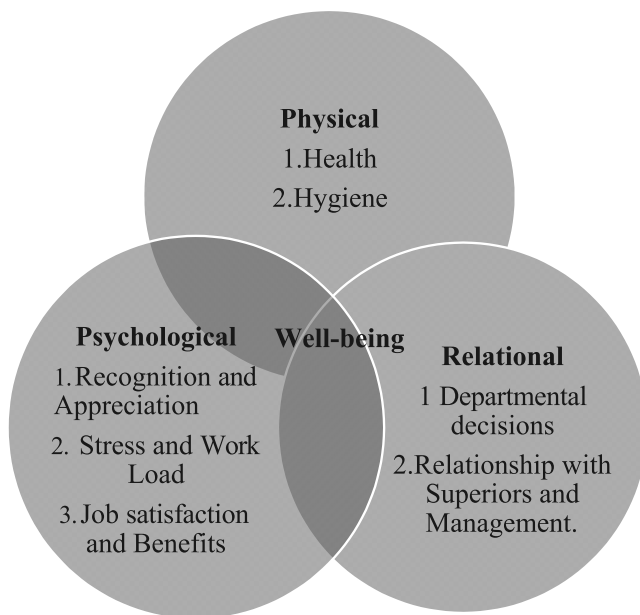 Physical
1.Health
2.Hygiene
Psychological
1.Recognition and
Appreciation
2. Stress and Work
Load
3.Job satisfaction
and Benefits
Well-being
Relational
1 Departmental
decisions
2.Relationship with
Superiors and
Management.